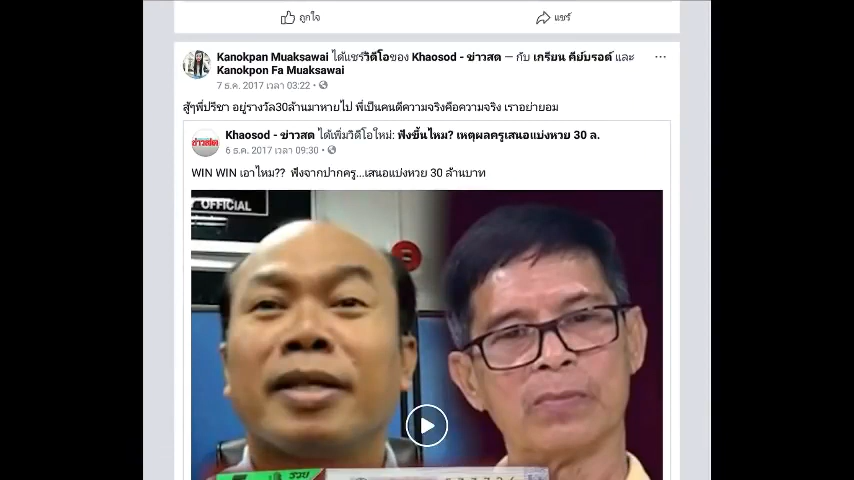 ถูกใจ
แชร์
Kanokpan Muaksawai ได้แชร์วิดีโอของ Khaosod - ข่าวสด — กับ เกรียน คีย์บรอด์ และ
Kanokpon Fa Muaksawai
7 ธ.ค. 2017 เวลา 03:22 •
สู้ๆพี่ปรีชา อยู่รางวัล30ล้านมาหายไป พี่เป็นคนดีความจริงคือความจริง เราอย่ายอม
ข่าวสด
Khaosod - ข่าวสด ได้เพิ่มวิดีโอใหม่: ฟังขึ้นไหม? เหตุผลครูเสนอแบ่งหวย 30 ล.
6 ธ.ค. 2017 เวลา 09:30 •
WIN WIN เอาไหม?? ฟังจากปากครู...เสนอแบ่งหวย 30 ล้านบาท
OFFICIAL
รวย